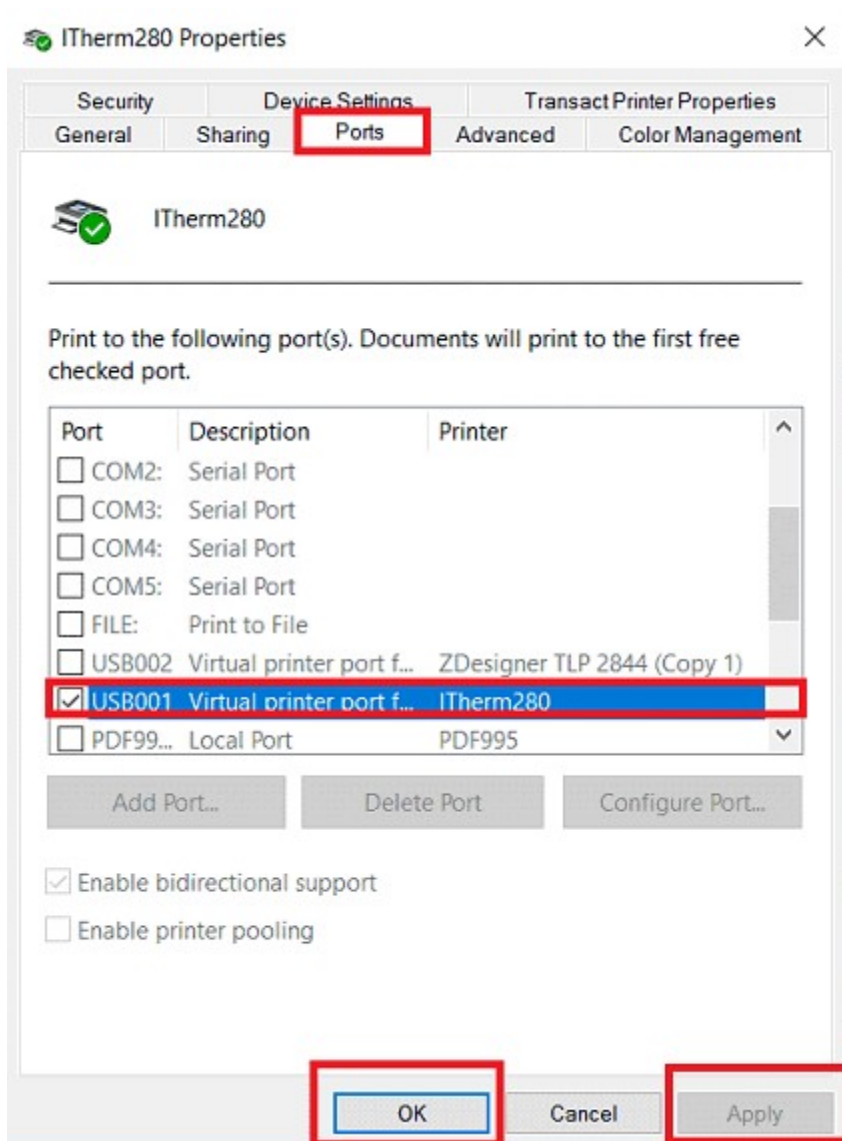 ITherm280 Properties
Security Device Settings Transact Printer Properties
General Sharing Ports Advanced Color Management
ITherm280
Print to the following port(s). Documents will print to the first free
checked port.
Port Description Printer
COM2: Serial Port
COM3: Serial Port
COM4: Serial Port
COM5: Serial Port
FILE: Print to File
USB002 Virtual printer port f... ZDesigner TLP 2844 (Copy 1)
USB001 Virtual printer port f... ITherm280
PDF99... Local Port PDF995
Add Port... Delete Port Configure Port...
Enable bidirectional support
Enable printer pooling
OK Cancel Apply